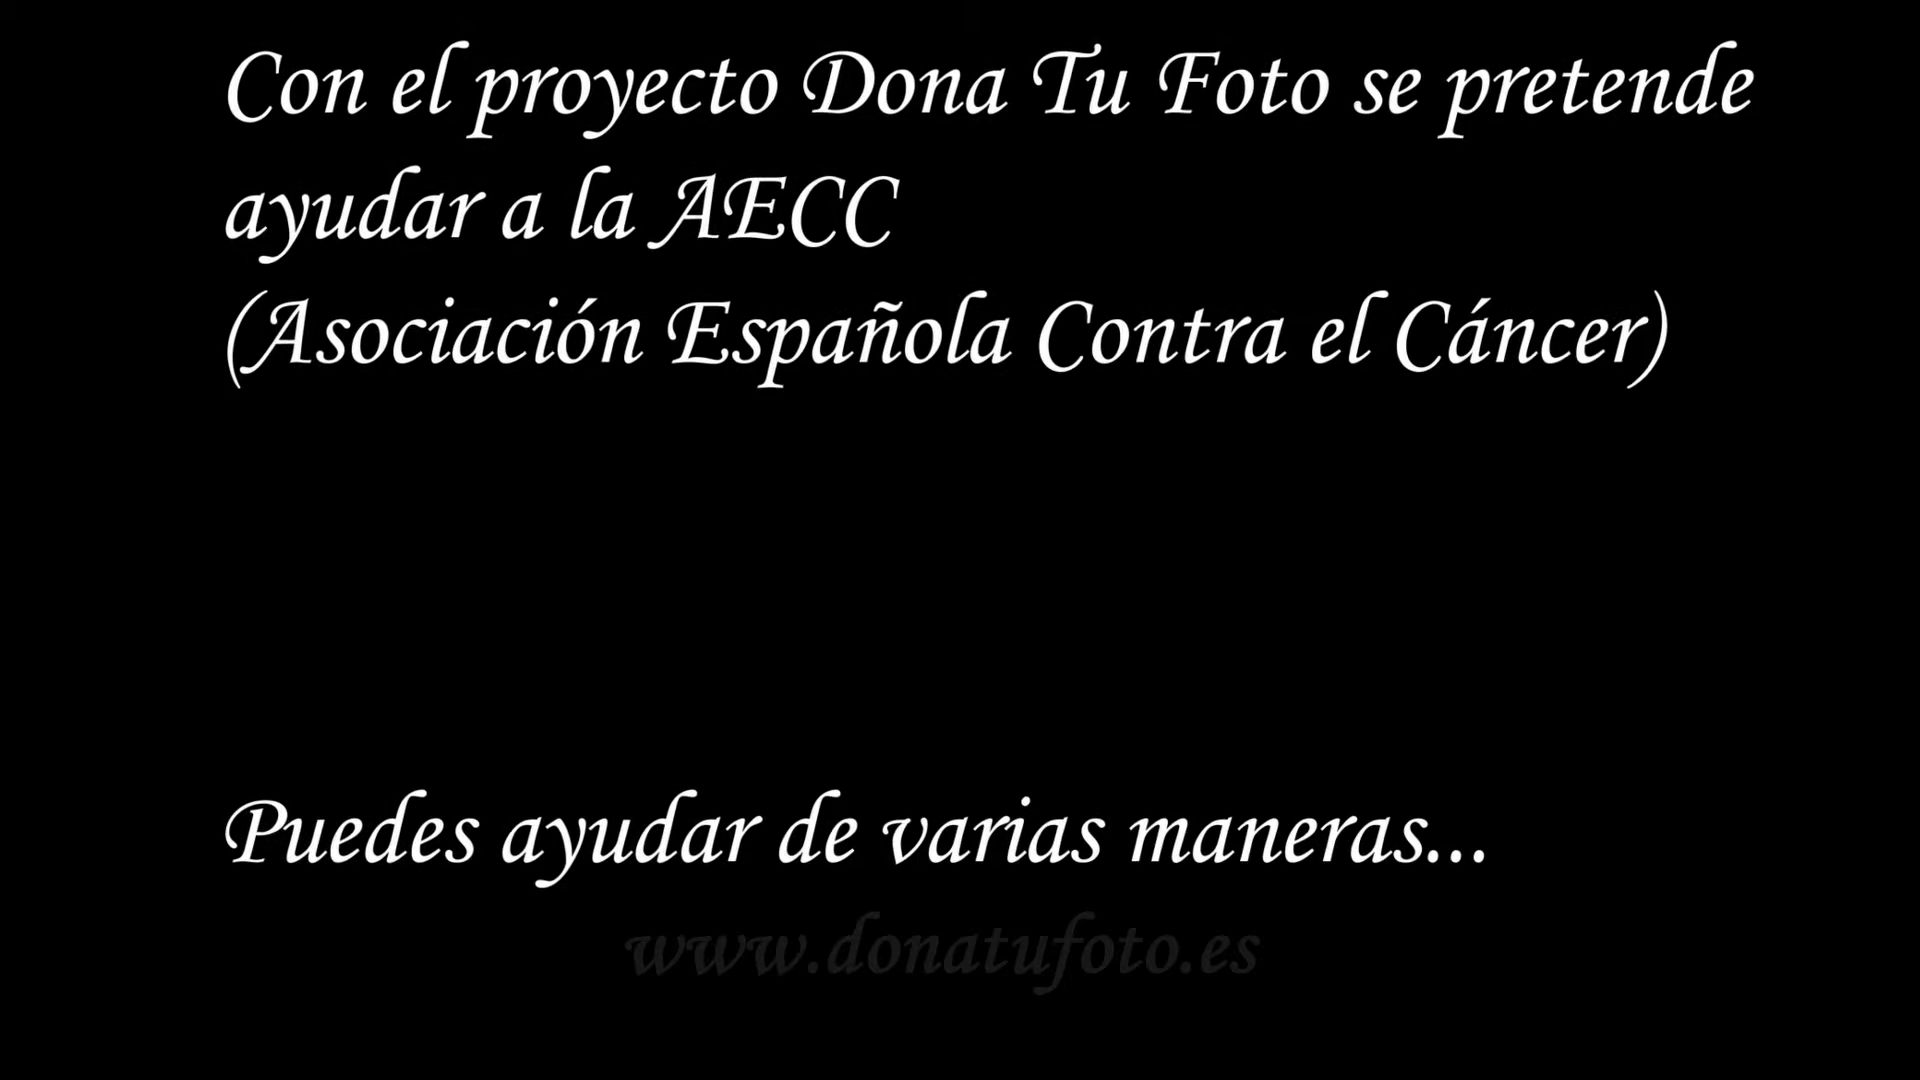 Con el proyecto Dona Tu Foto se pretende
ayudar a la AECC
(Asociación Española Contra el Cáncer)
Puedes ayudar de varias maneras...
www.donatufoto.es